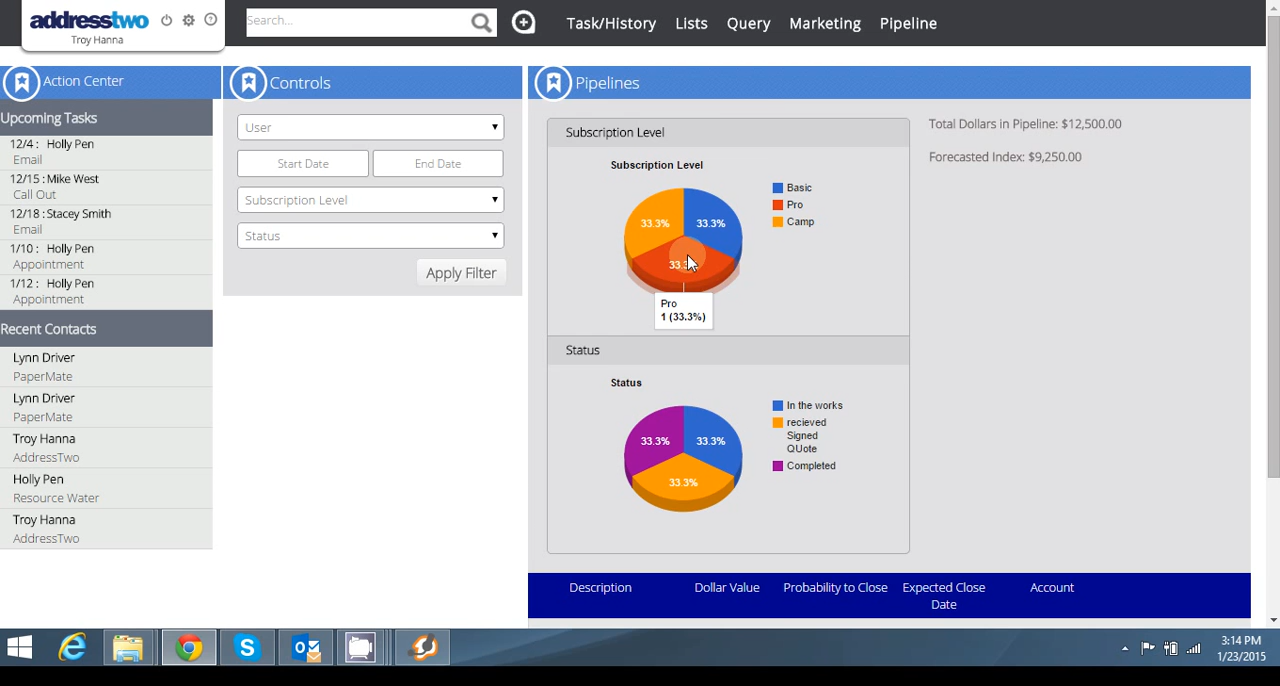 addresstwo
Troy Hanna
Search...
Task/History Lists Query Marketing Pipeline
Action Center
Upcoming Tasks
12/4 : Holly Pen
Email
12/15 : Mike West
Call Out
12/18 : Stacey Smith
Email
1/10 : Holly Pen
Appointment
1/12 : Holly Pen
Appointment
Recent Contacts
Lynn Driver
PaperMate
Lynn Driver
PaperMate
Troy Hanna
AddressTwo
Holly Pen
Resource Water
Troy Hanna
AddressTwo
Controls
User
Start Date End Date
Subscription Level
Status
Apply Filter
Pipelines
Subscription Level
Subscription Level
33.3% 33.3%
33.3
Basic
Pro
Camp
Pro
1 (33.3%)
Status
Status
33.3% 33.3%
33.3%
In the works
recieved
Signed
QUote
Completed
Total Dollars in Pipeline: $12,500.00
Forecasted Index: $9,250.00
Description Dollar Value Probability to Close Expected Close Date Account
3:14 PM
1/23/2015